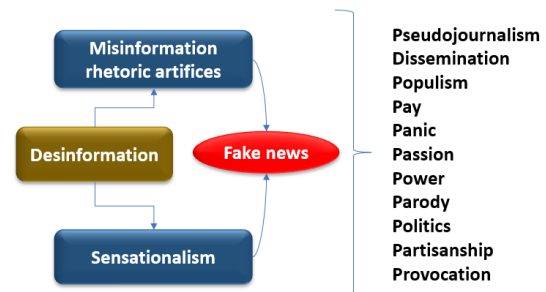 Misinformation
rhetoric artifices
Desinformation
Fake news
Sensationalism
Pseudojournalism
Dissemination
Populism
Pay
Panic
Passion
Power
Parody
Politics
Partisanship
Provocation